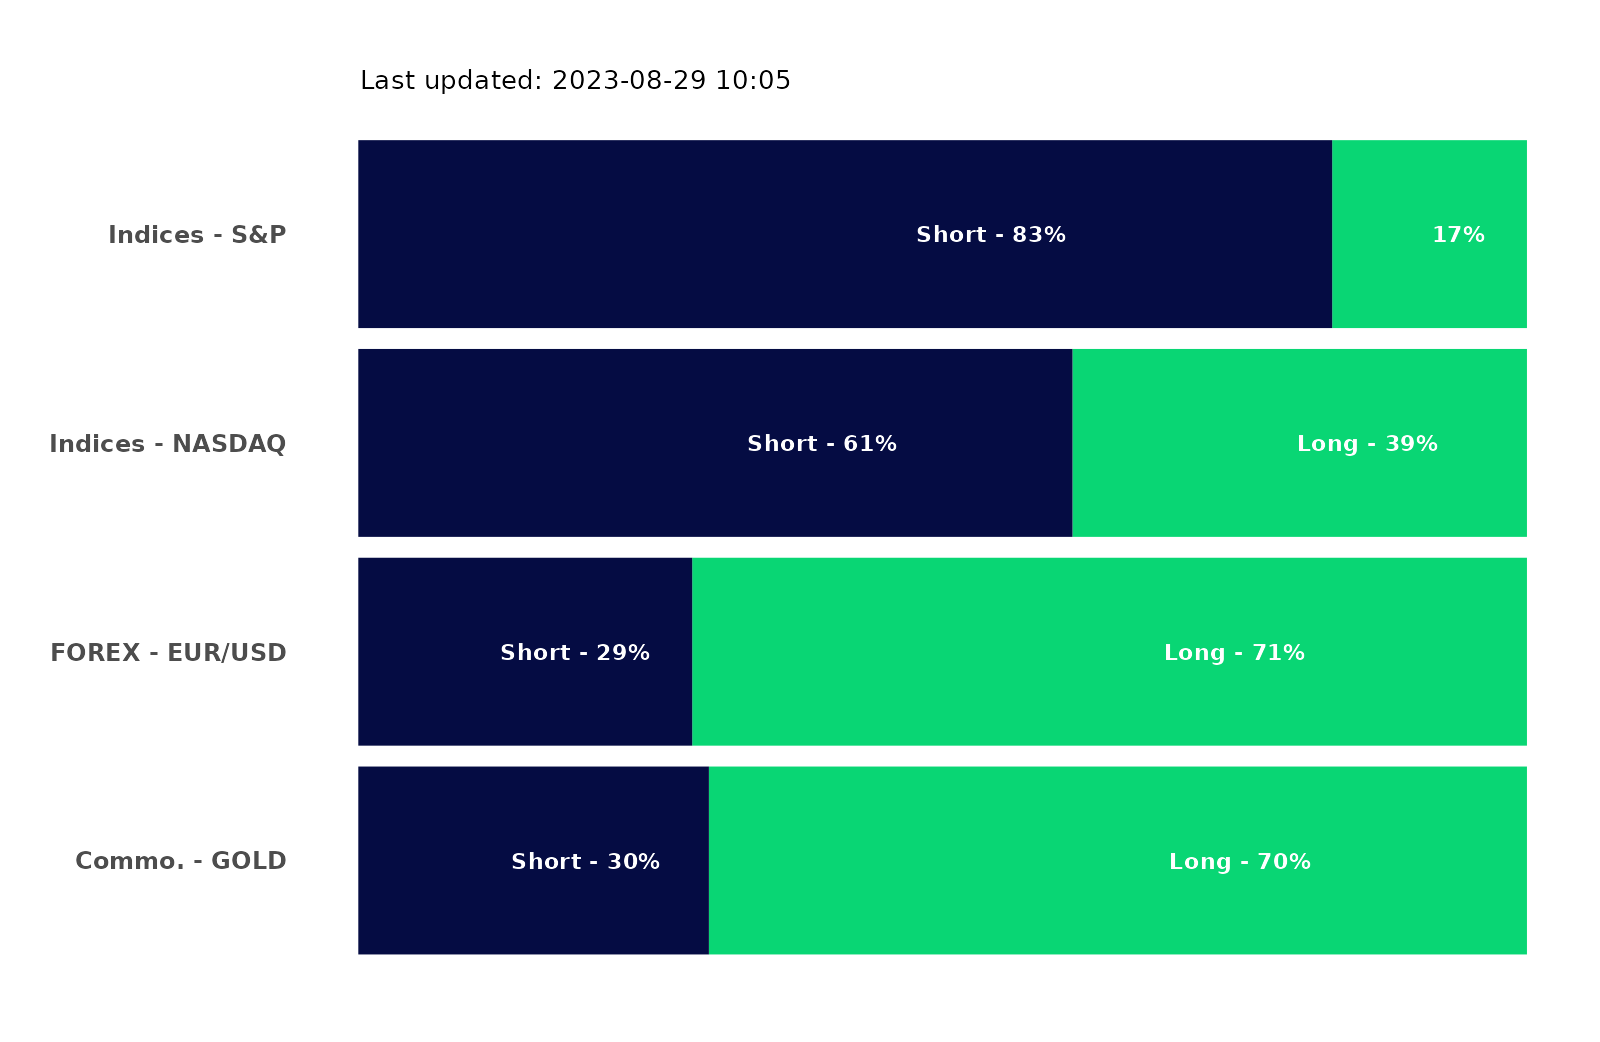 Last updated: 2023-08-29 10:05
Indices - S&P Short - 83% 17%
Indices - NASDAQ Short - 61% Long - 39%
FOREX - EUR/USD Short - 29% Long - 71%
Commo. - GOLD Short - 30% Long - 70%